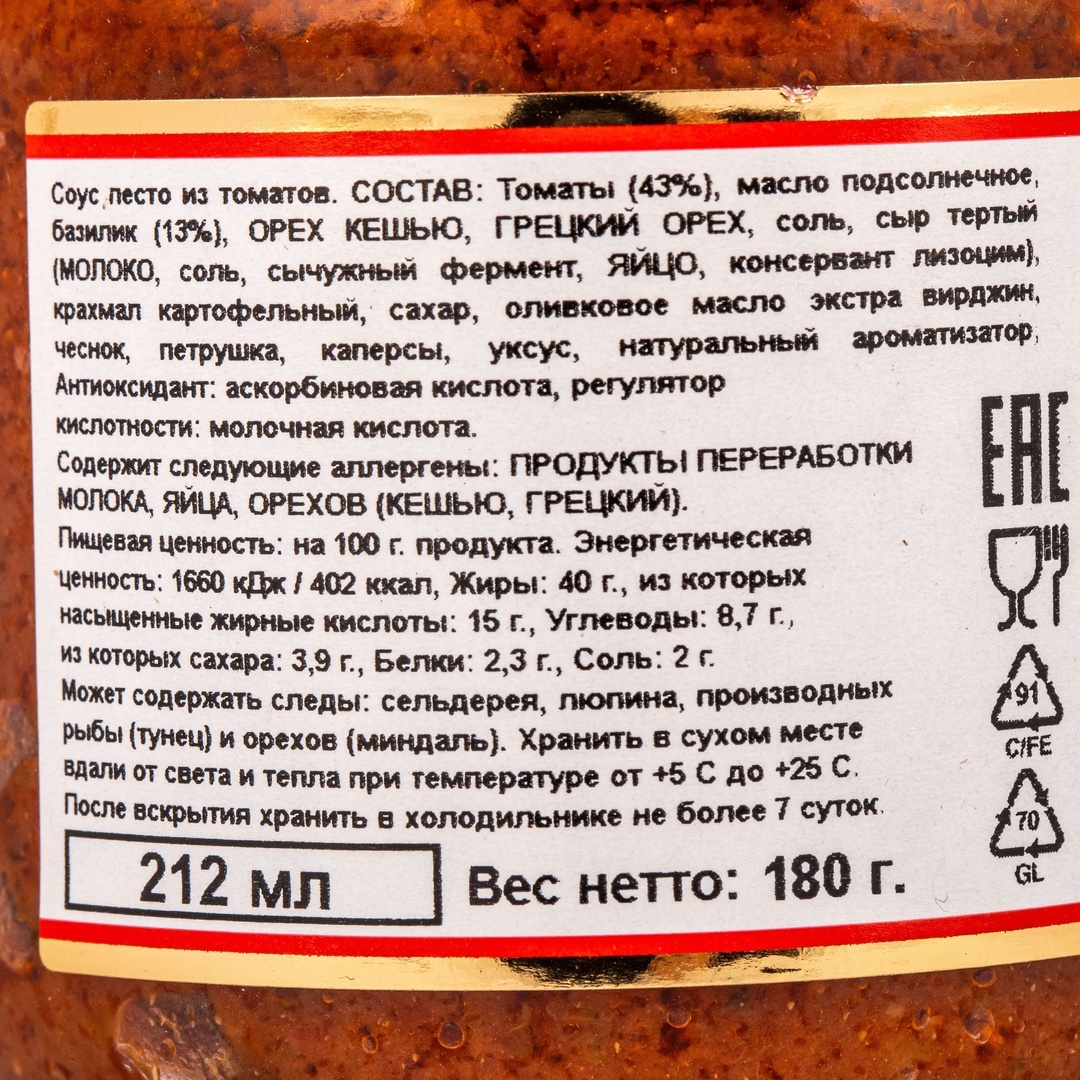 Соус песто из томатов. СОСТАВ: Томаты (43%), масло подсолнечное,
базилик (13%), ОРЕХ КЕШЬЮ, ГРЕЦКИЙ ОРЕХ, соль, сыр тертый
(МОЛОКО, соль, сычужный фермент, ЯЙЦО, консервант лизоцим),
крахмал картофельный, сахар, оливковое масло экстра вирджин,
чеснок, петрушка, каперсы, уксус, натуральный ароматизатор,
Антиоксидант: аскорбиновая кислота, регулятор
кислотности: молочная кислота.
Содержит следующие аллергены: ПРОДУКТЫ ПЕРЕРАБОТКИ
МОЛОКА, ЯЙЦА, ОРЕХОВ (КЕШЬЮ, ГРЕЦКИЙ).
Пищевая ценность: на 100 г. продукта. Энергетическая
ценность: 1660 кДж / 402 ккал, Жиры: 40 г., из которых
насыщенные жирные кислоты: 15 г., Углеводы: 8,7 г.,
из которых сахара: 3,9 г., Белки: 2,3 г., Соль: 2 г.
Может содержать следы: сельдерея, люпина, производных
рыбы (тунец) и орехов (миндаль). Хранить в сухом месте
вдали от света и тепла при температуре от +5 С до +25 С.
После вскрытия хранить в холодильнике не более 7 суток.
212 мл
Вес нетто: 180 г.
EAC
91
C/FE
70
GL